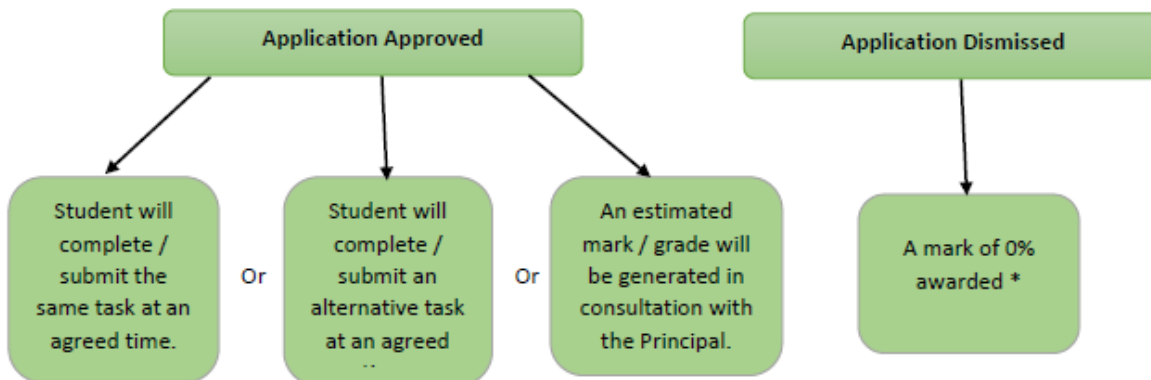 Application Approved
Application Dismissed
Student will
complete /
submit the
same task at an
agreed time.
Or
Student will
complete /
submit an
alternative task
at an agreed
Or
An estimated
mark / grade will
be generated in
consultation with
the Principal.
A mark of 0%
awarded *